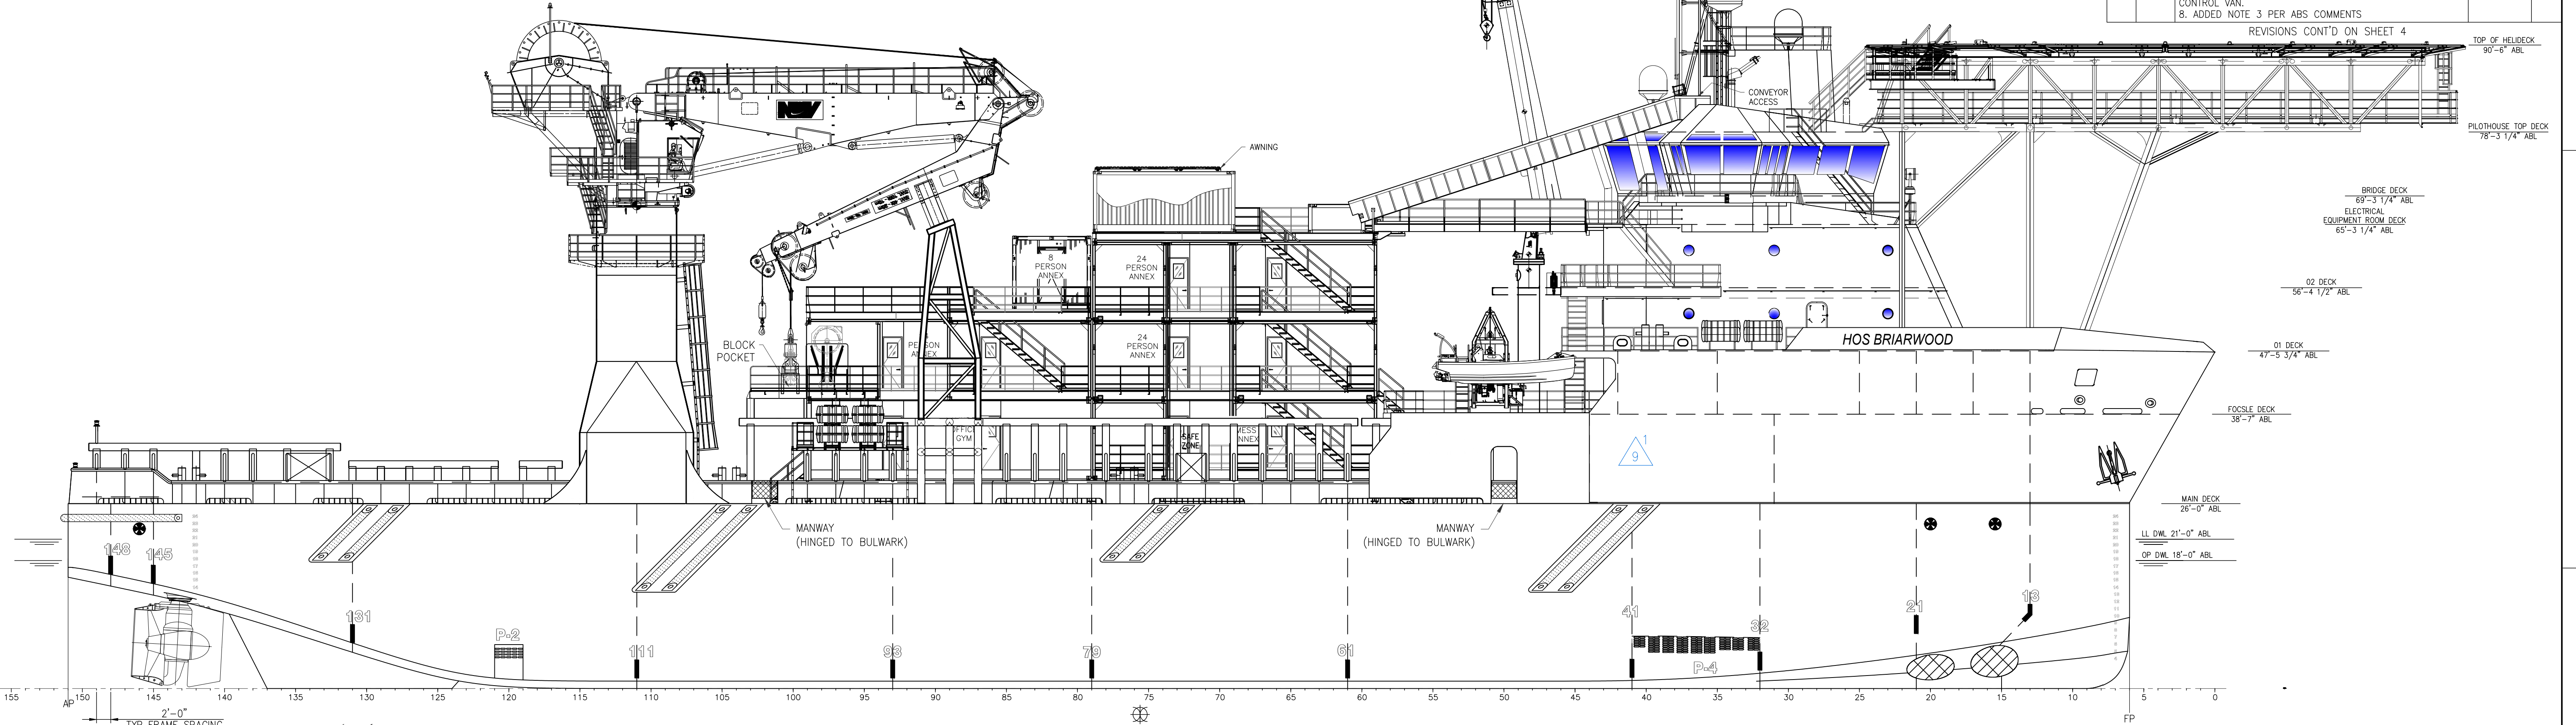 CONTROL VAN.
8. ADDED NOTE 3 PER ABS COMMENTS
REVISIONS CONT'D ON SHEET 4
TOP OF HELIDECK
90'-6" ABL
CONVEYOR
ACCESS
NOV
PILOTHOUSE TOP DECK
78'-3 1/4" ABL
AWNING
BRIDGE DECK
69'-3 1/4" ABL
ELECTRICAL
EQUIPMENT ROOM DECK
65'-3 1/4" ABL
8
PERSON
ANNEX
24
PERSON
ANNEX
02 DECK
56'-4 1/2" ABL
BLOCK
POCKET
24
PERSON
ANNEX
HOS BRIARWOOD
01 DECK
47'-5 3/4" ABL
FOCSLE DECK
38'-7" ABL
GYM
SAFE
ZONE
1
9
MAIN DECK
26'-0" ABL
MANWAY
(HINGED TO BULWARK)
MANWAY
(HINGED TO BULWARK)
LL DWL 21'-0" ABL
OP DWL 18'-0" ABL
148
145
131
P-2
111
93
79
61
41
P-4
32
21
13
155 150 145 140 135 130 125 120 115 110 105 100 95 90 85 80 75 70 65 60 55 50 45 40 35 30 25 20 15 10 5 0
AP
FP
2'-0"
TYP FRAME SPACING